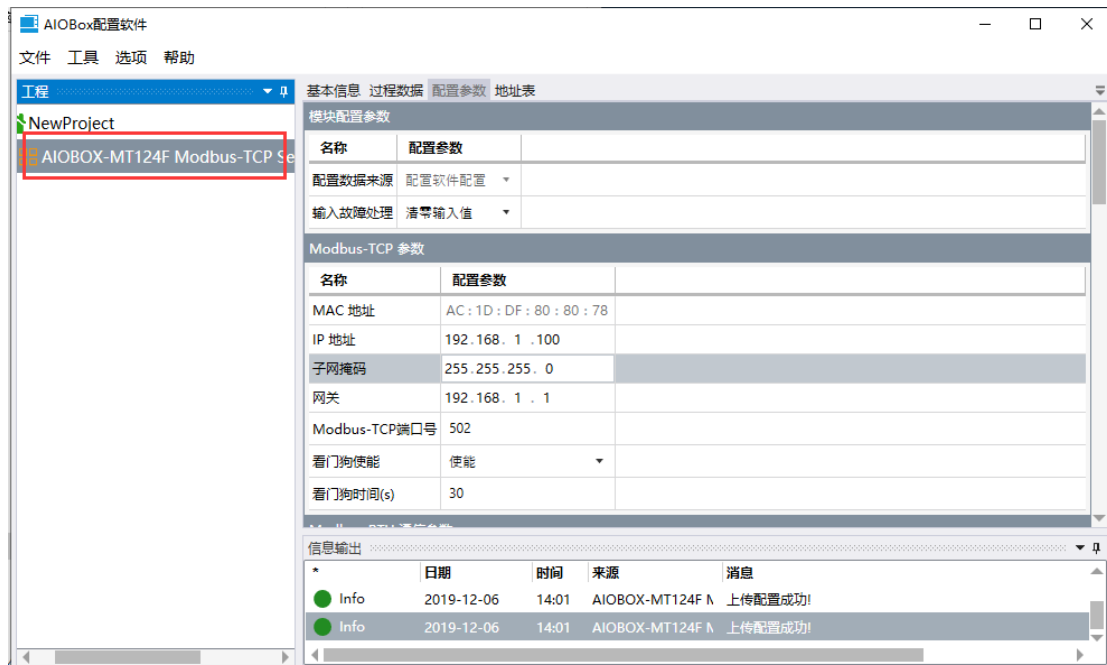 AIOBox配置软件
文件 工具 选项 帮助
工程
NewProject
AIOBOX-MT124F Modbus-TCP Se
基本信息 过程数据 配置参数 地址表
模块配置参数
名称 配置参数
配置数据来源 配置软件配置
输入故障处理 清零输入值
Modbus-TCP 参数
名称 配置参数
MAC 地址 AC : 1D : DF : 80 : 80 : 78
IP 地址 192.168. 1 .100
子网掩码 255.255.255. 0
网关 192.168. 1 . 1
Modbus-TCP端口号 502
看门狗使能 使能
看门狗时间(s) 30
信息输出
* 日期 时间 来源 消息
Info 2019-12-06 14:01 AIOBOX-MT124F 上传配置成功!
Info 2019-12-06 14:01 AIOBOX-MT124F 上传配置成功!